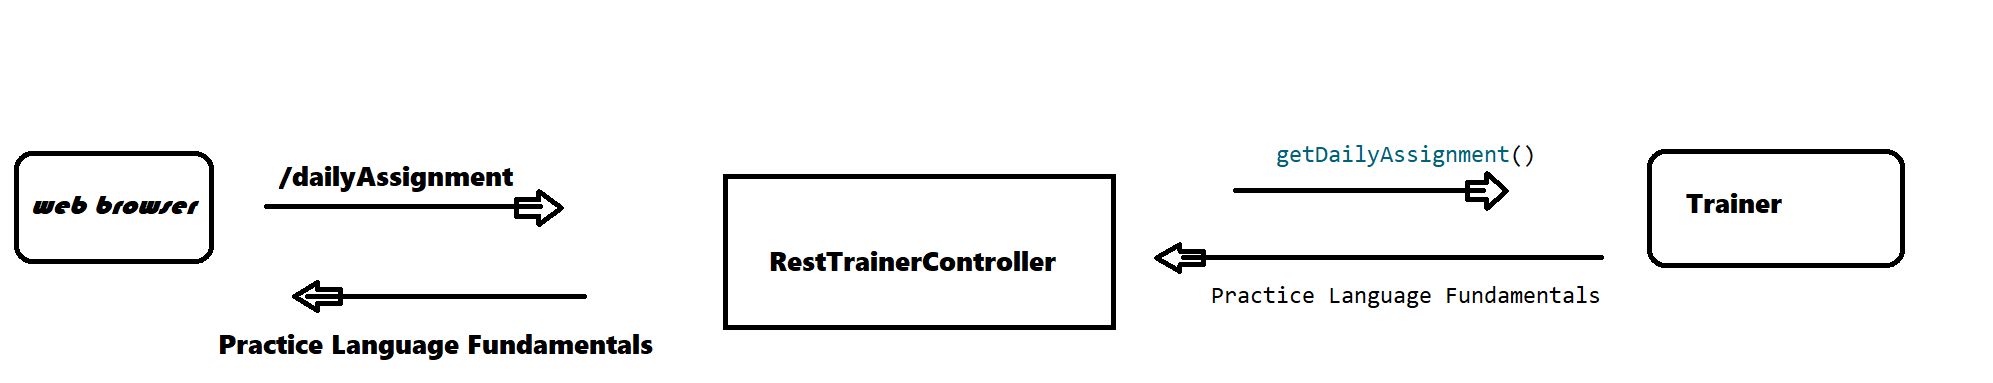 web browser
/dailyAssignment
Practice Language Fundamentals
RestTrainerController
getDailyAssignment()
Practice Language Fundamentals
Trainer